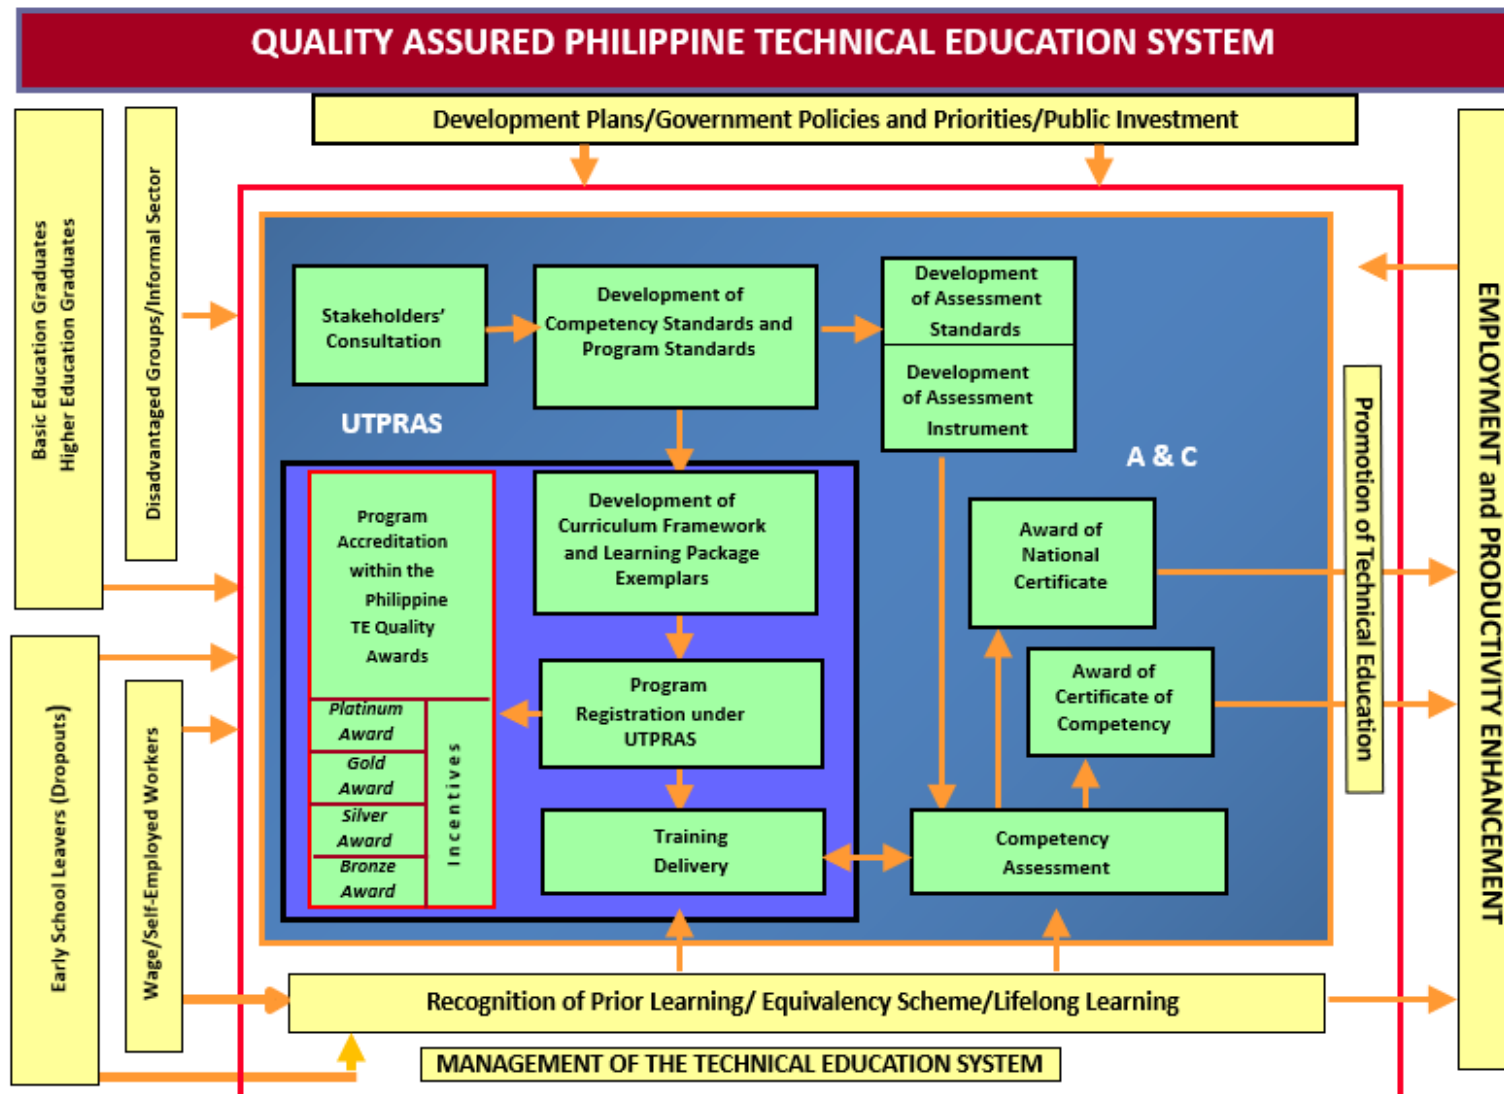 QUALITY ASSURED PHILIPPINE TECHNICAL EDUCATION SYSTEM
Development Plans/Government Policies and Priorities/Public Investment
Basic Education Graduates
Higher Education Graduates
Disadvantaged Groups/Informal Sector
Early School Leavers (Dropouts)
Wage/Self-Employed Workers
Stakeholders'
Consultation
Development of
Competency Standards and
Program Standards
Development
of Assessment
Standards
Development
of Assessment
Instrument
UTPRAS
A & C
Program
Accreditation
within the
Philippine
TE Quality
Awards
Platinum
Award
Gold
Award
Silver
Award
Bronze
Award
Incentives
Development of
Curriculum Framework
and Learning Package
Exemplars
Program
Registration under
UTPRAS
Training
Delivery
Award of
National
Certificate
Award of
Certificate of
Competency
Competency
Assessment
Promotion of Technical Education
EMPLOYMENT and PRODUCTIVITY ENHANCEMENT
Recognition of Prior Learning/ Equivalency Scheme/Lifelong Learning
MANAGEMENT OF THE TECHNICAL EDUCATION SYSTEM